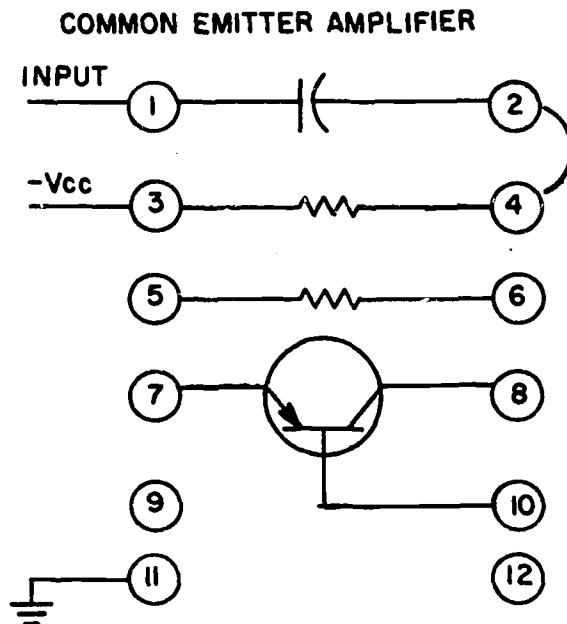 COMMON EMITTER AMPLIFIER
INPUT
1 2
-Vcc
3 4
5 6
7 8
9 10
11 12